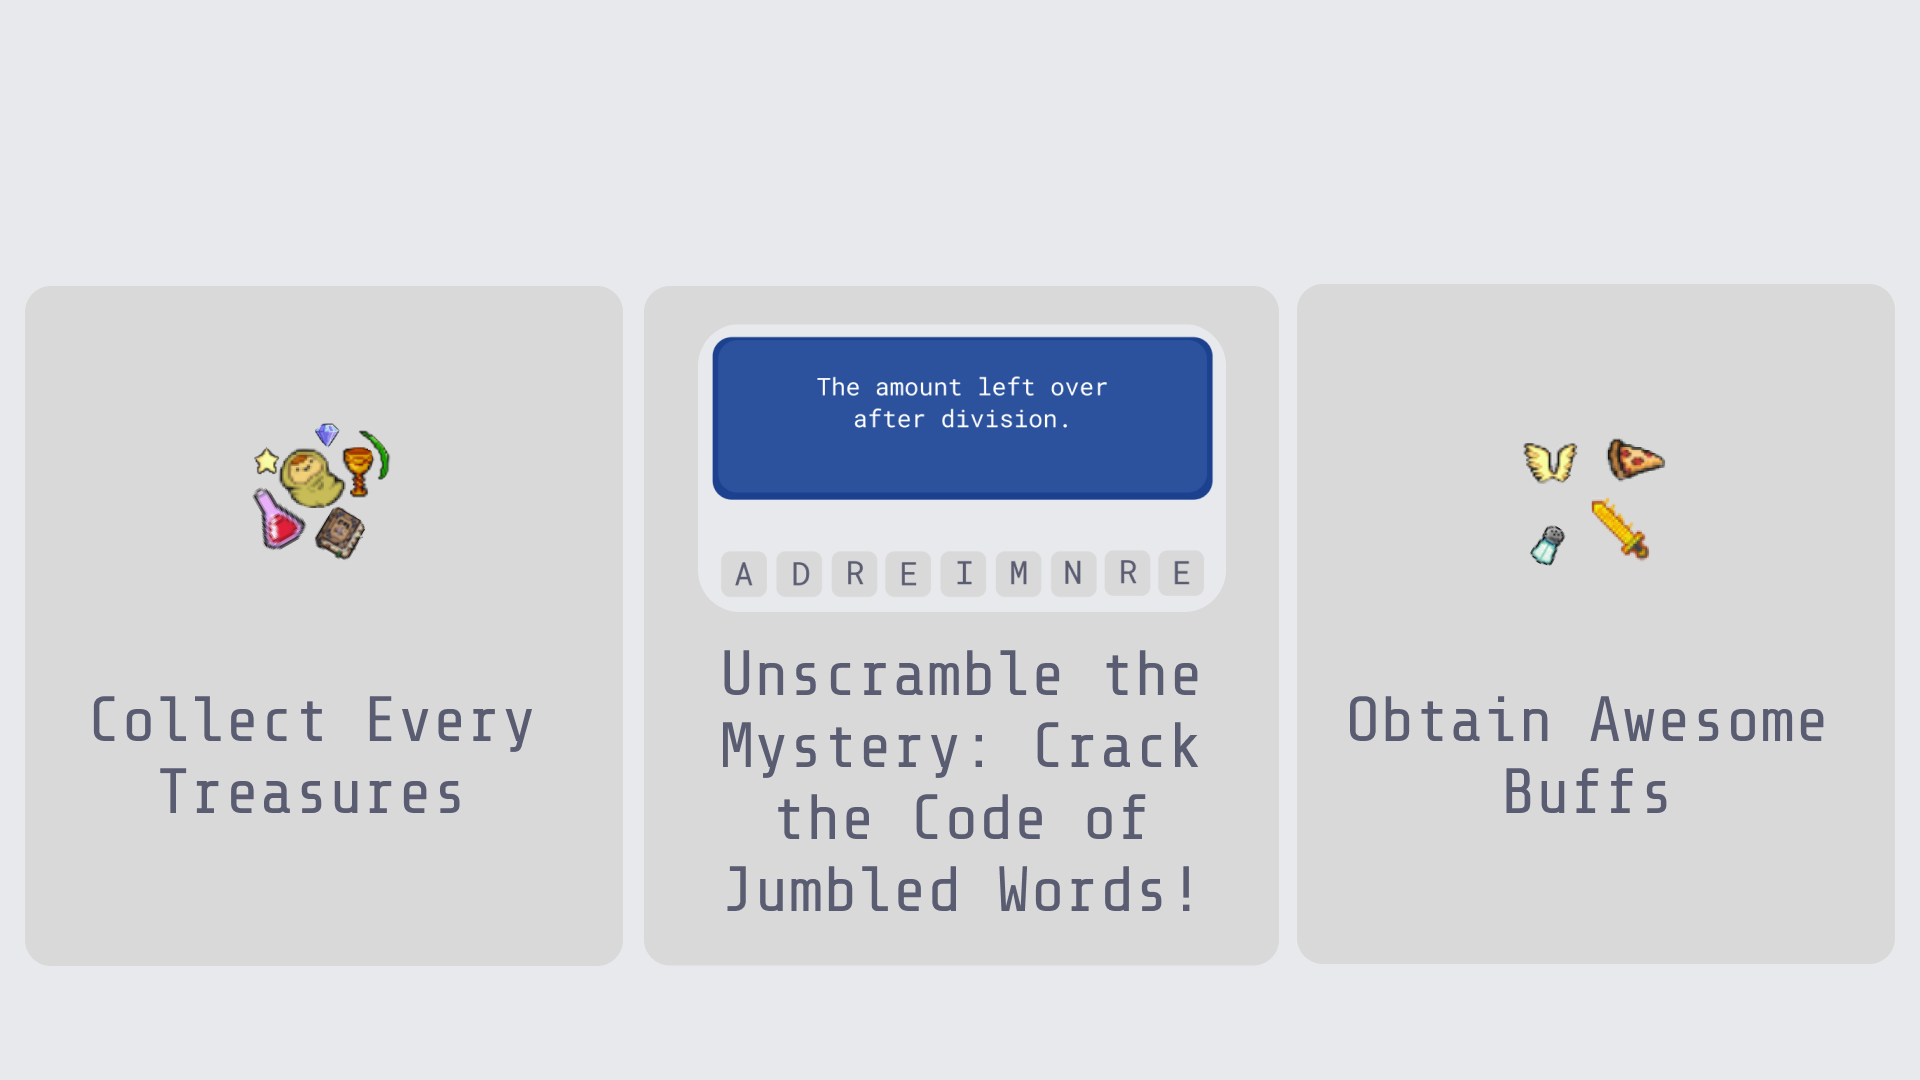 The amount left over
after division.
A D R E I M N R E
Collect Every
Treasures
Unscramble the
Mystery: Crack
the Code of
Jumbled Words!
Obtain Awesome
Buffs